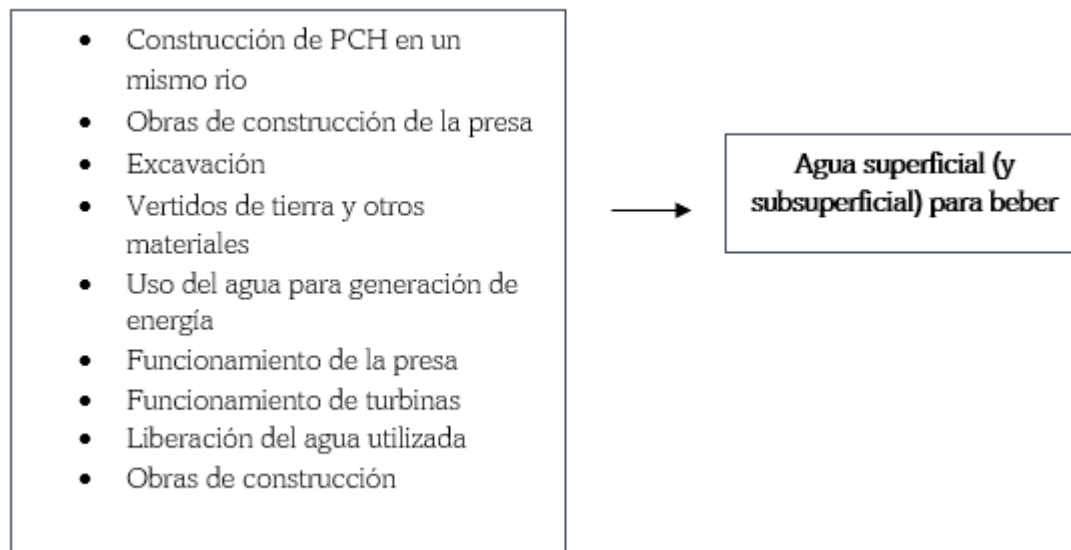 • Construcción de PCH en un
mismo rio
• Obras de construcción de la presa
• Excavación
• Vertidos de tierra y otros
materiales
• Uso del agua para generación de
energía
• Funcionamiento de la presa
• Funcionamiento de turbinas
• Liberación del agua utilizada
• Obras de construcción
Agua superficial (y
subsuperficial) para beber